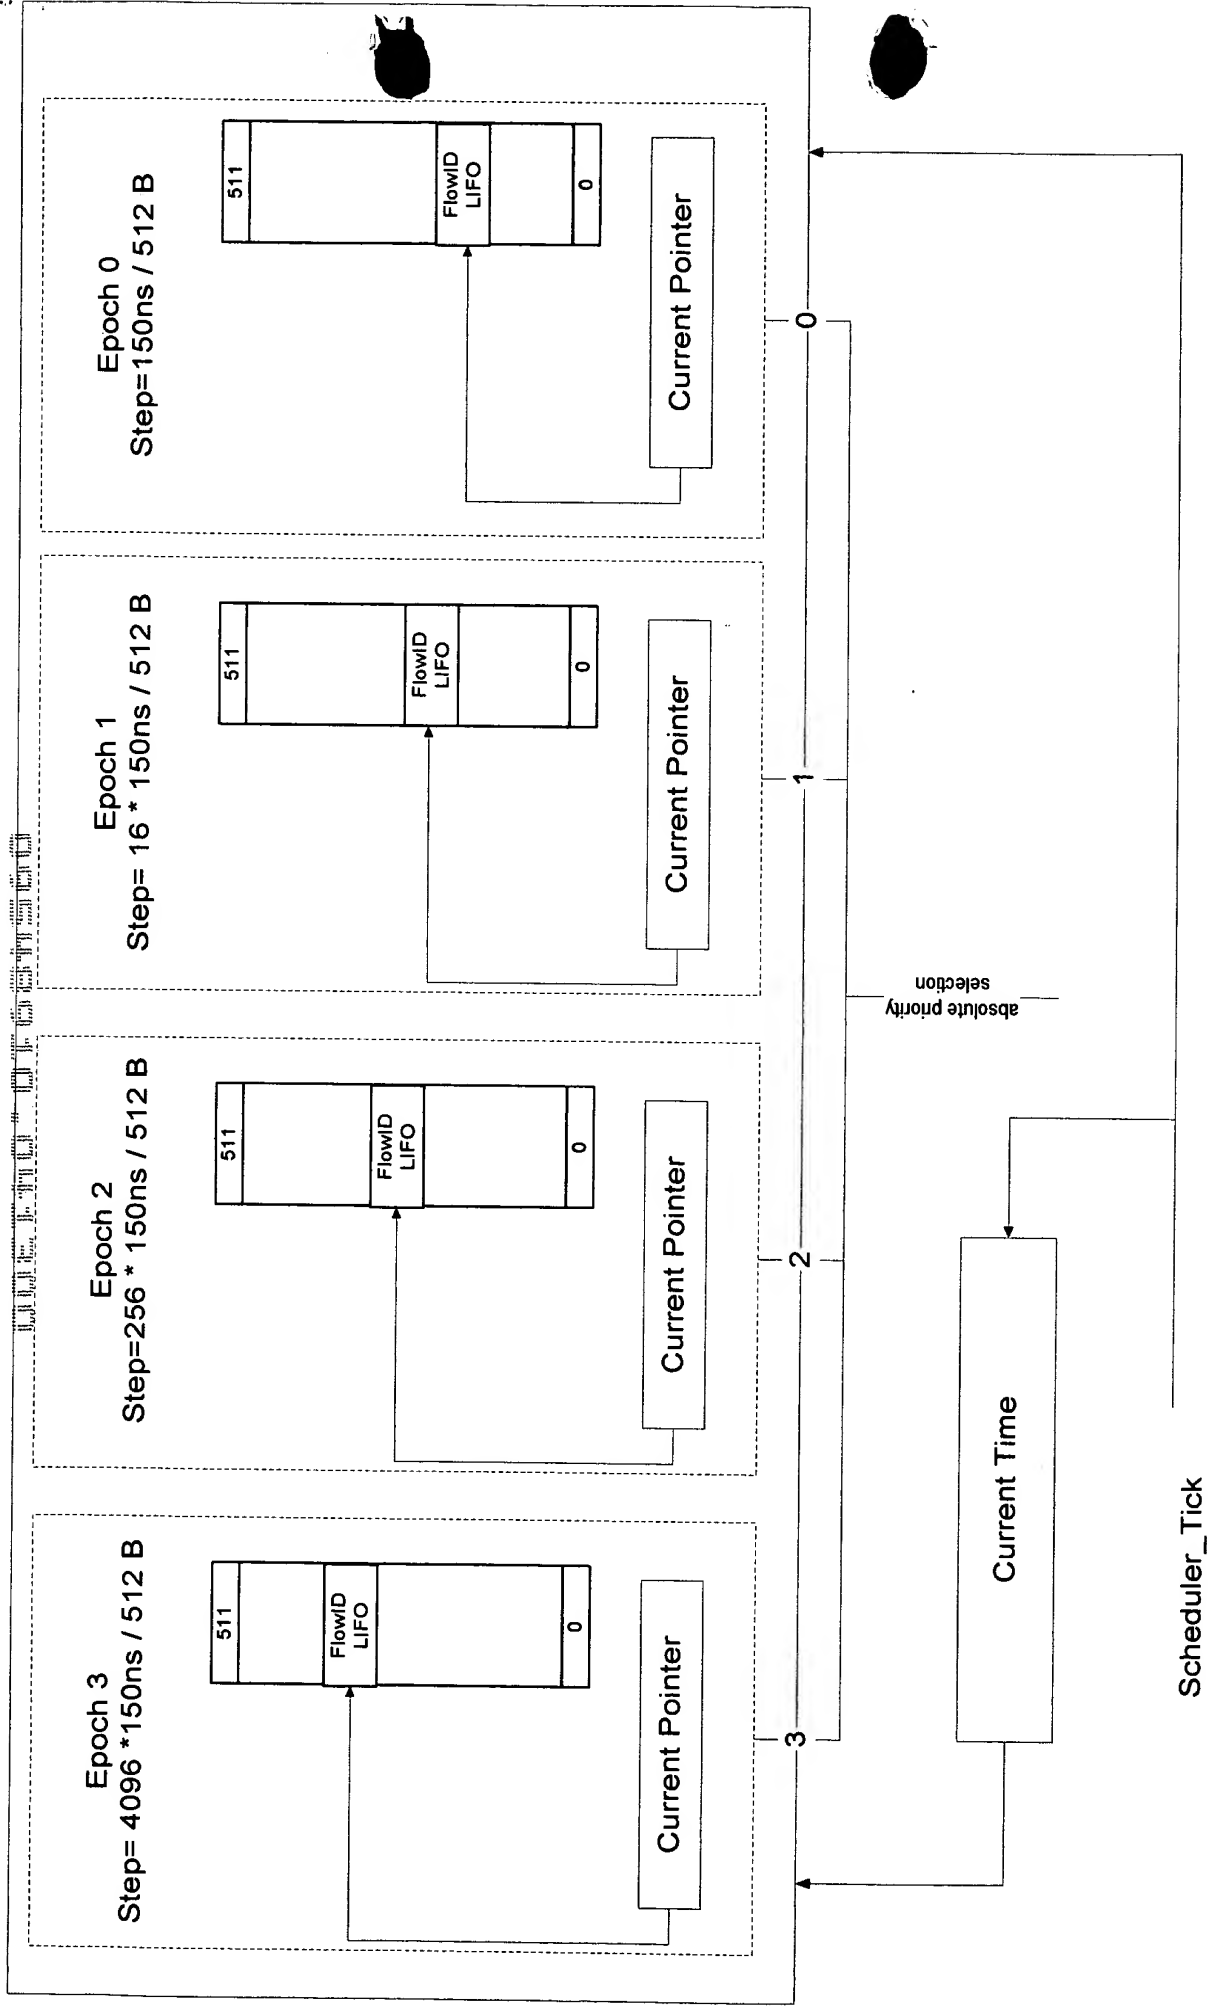 Epoch 3
Step= 4096 *150ns / 512 B
511
FlowID
LIFO
0
Current Pointer
3
Epoch 2
Step=256 * 150ns / 512 B
511
FlowID
LIFO
0
Current Pointer
2
Epoch 1
Step= 16 * 150ns / 512 B
511
FlowID
LIFO
0
Current Pointer
1
Epoch 0
Step=150ns / 512 B
511
FlowID
LIFO
0
Current Pointer
0
absolute priority
selection
Current Time
Scheduler_Tick